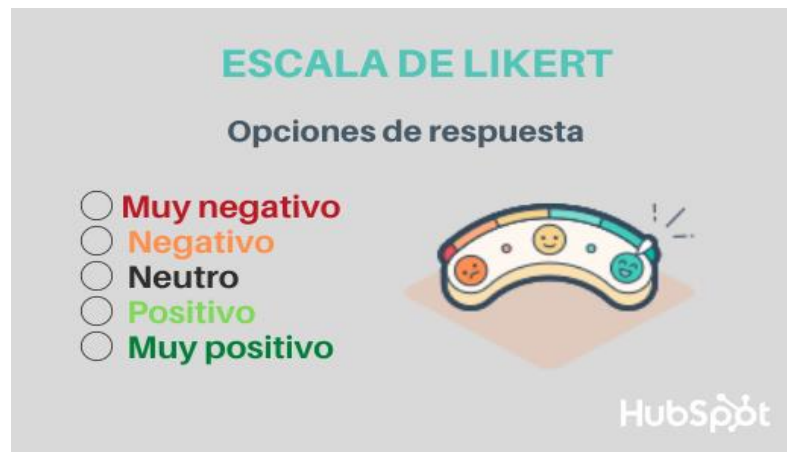 ESCALA DE LIKERT
Opciones de respuesta
Muy negativo
Negativo
Neutro
Positivo
Muy positivo
HubSpot